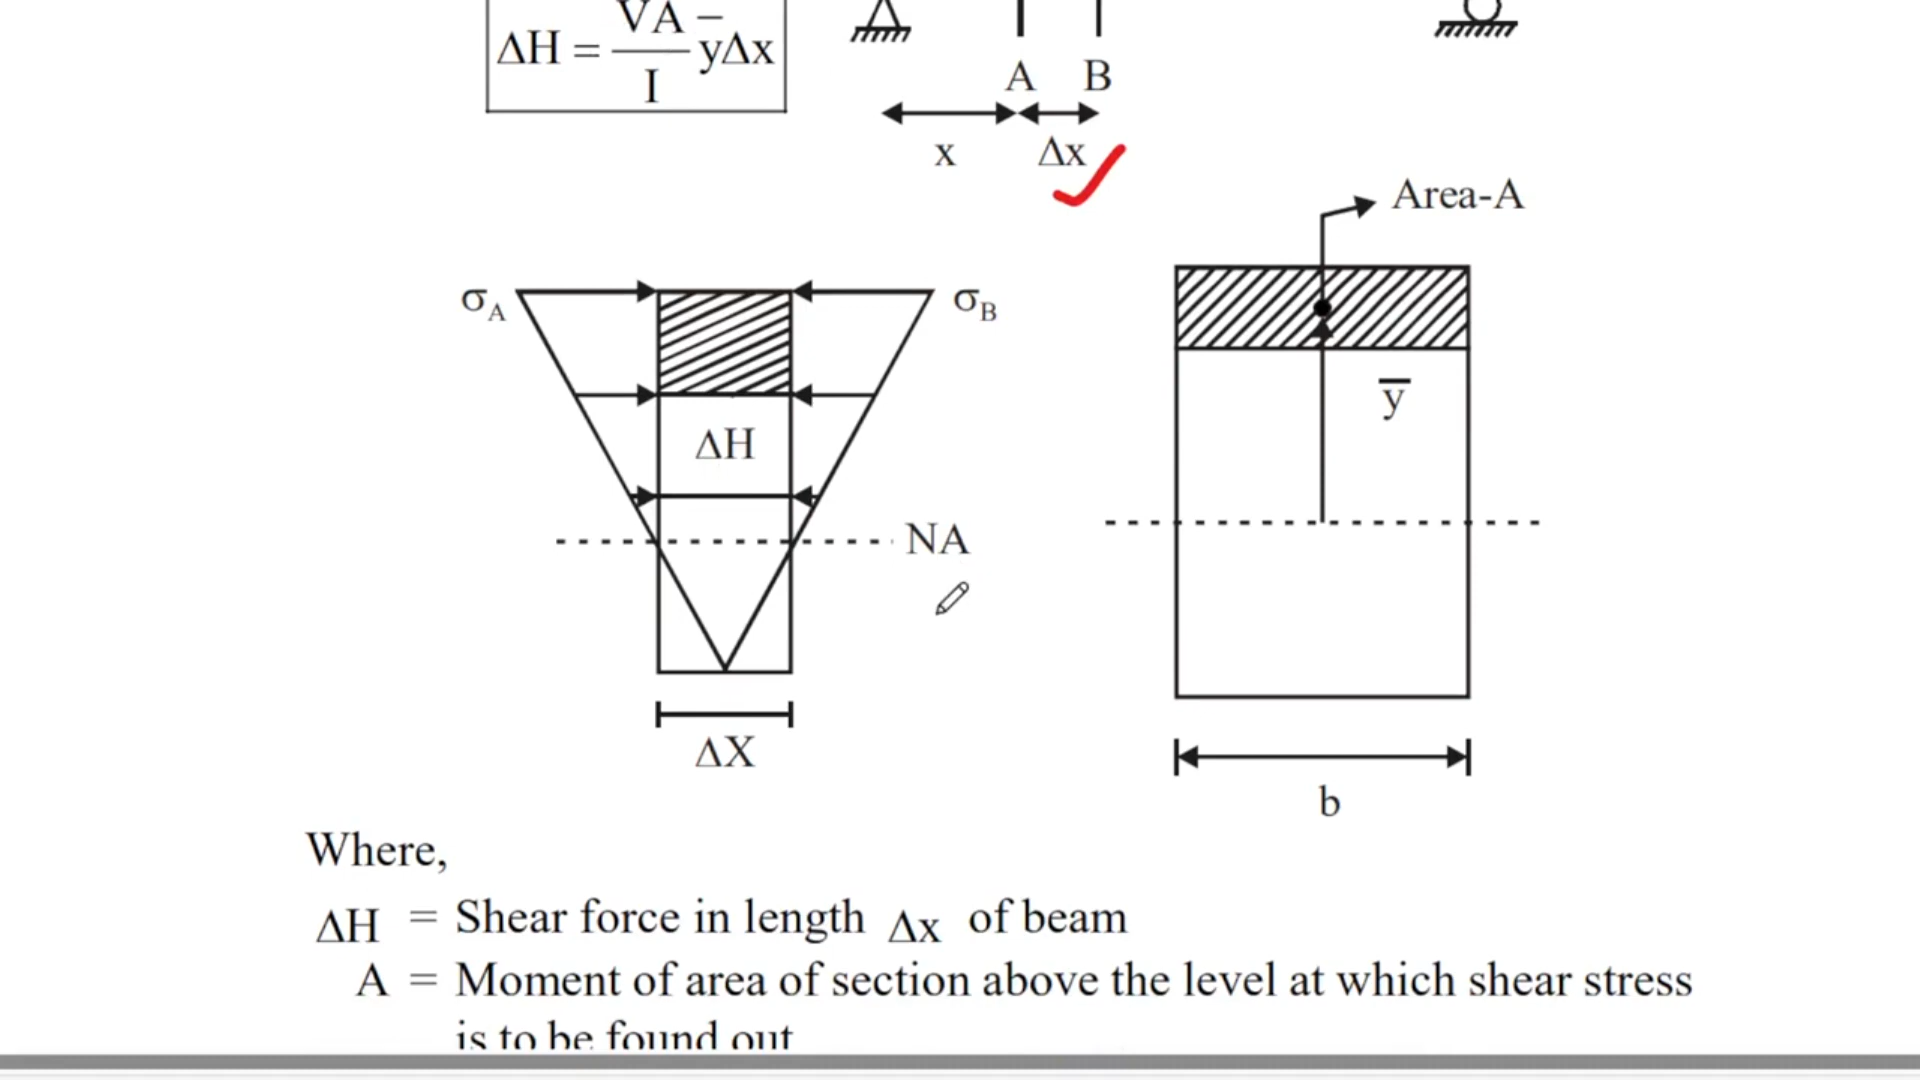 ΔH = VA/I ȳΔx
A B
x Δx
Area-A
σA σB
ȳ
ΔH
NA
ΔX
b
Where,
ΔH = Shear force in length Δx of beam
A = Moment of area of section above the level at which shear stress
is to be found out